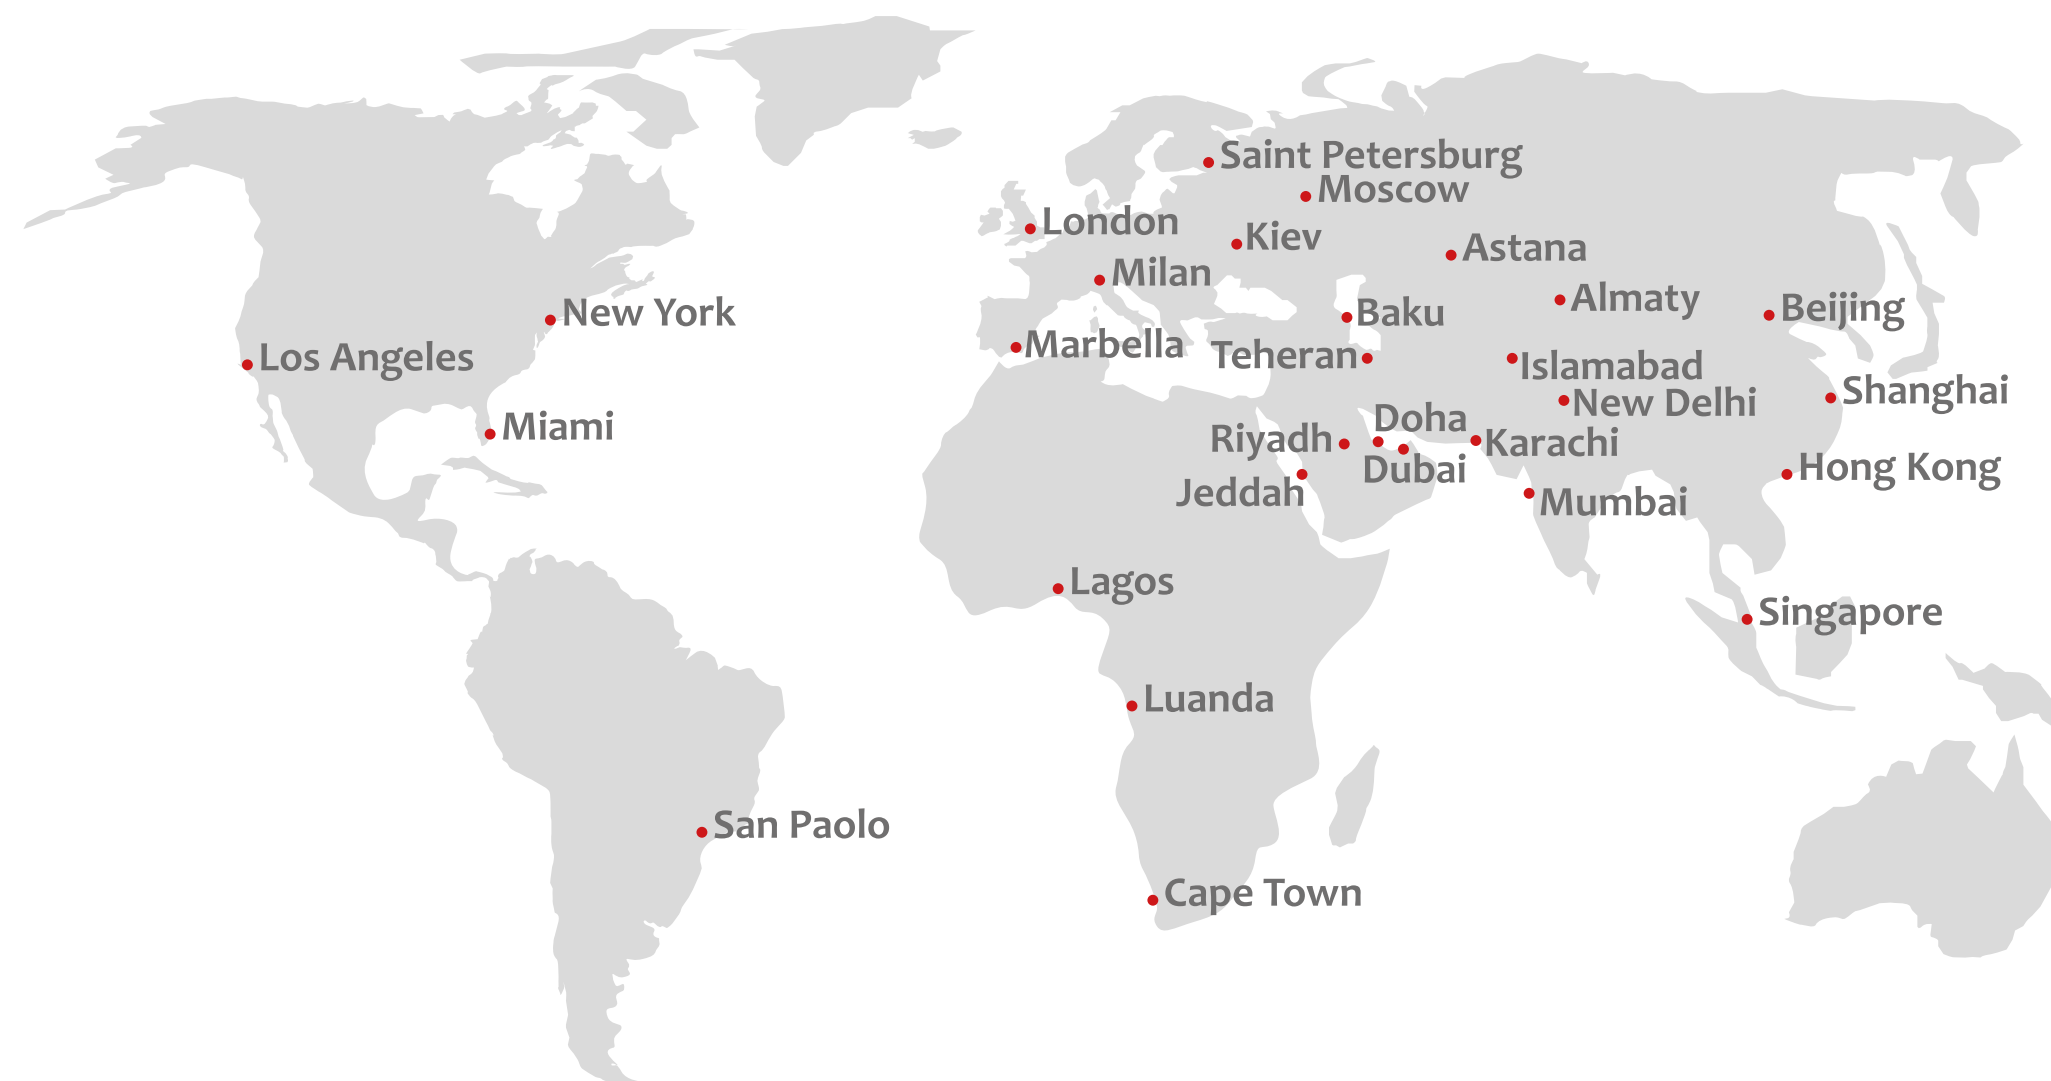 Saint Petersburg
Moscow
London
Kiev
Astana
Milan
Almaty
New York
Baku
Beijing
Marbella
Los Angeles
Teheran
Islamabad
New Delhi
Shanghai
Doha
Miami
Riyadh
Karachi
Dubai
Hong Kong
Jeddah
Mumbai
Lagos
Singapore
Luanda
San Paolo
Cape Town